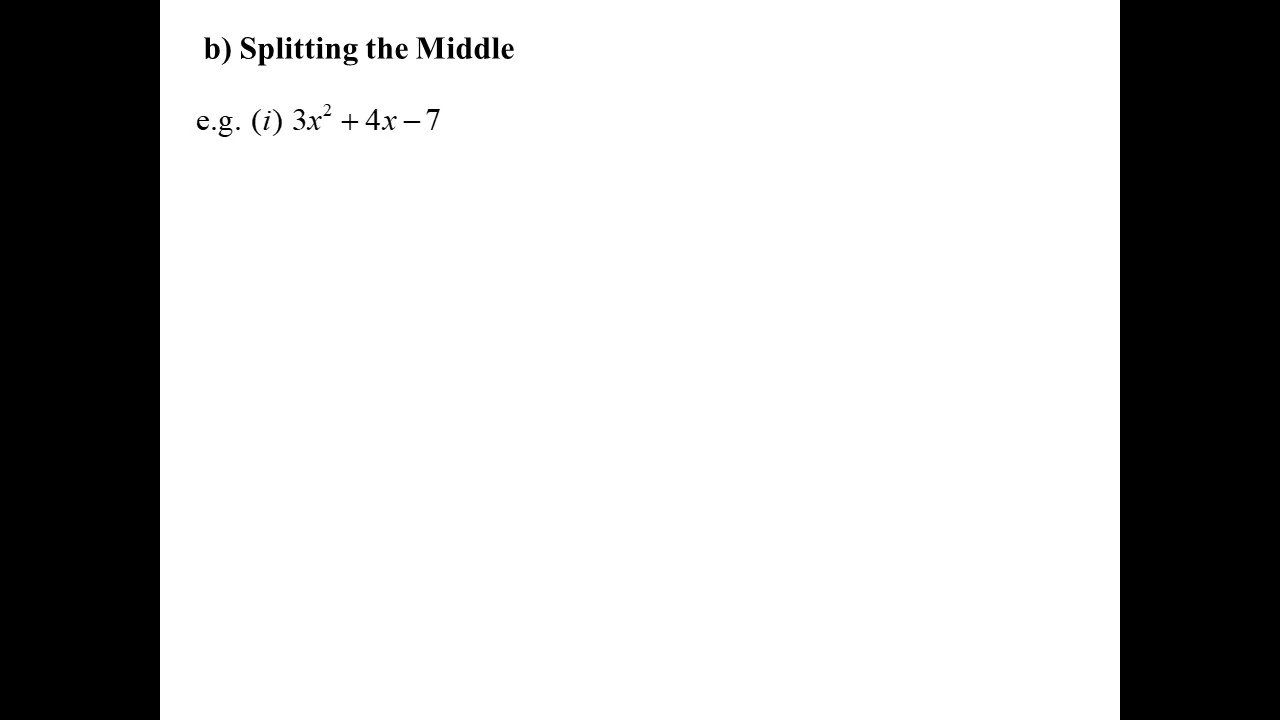 b) Splitting the Middle
e.g. (i) 3x² + 4x − 7